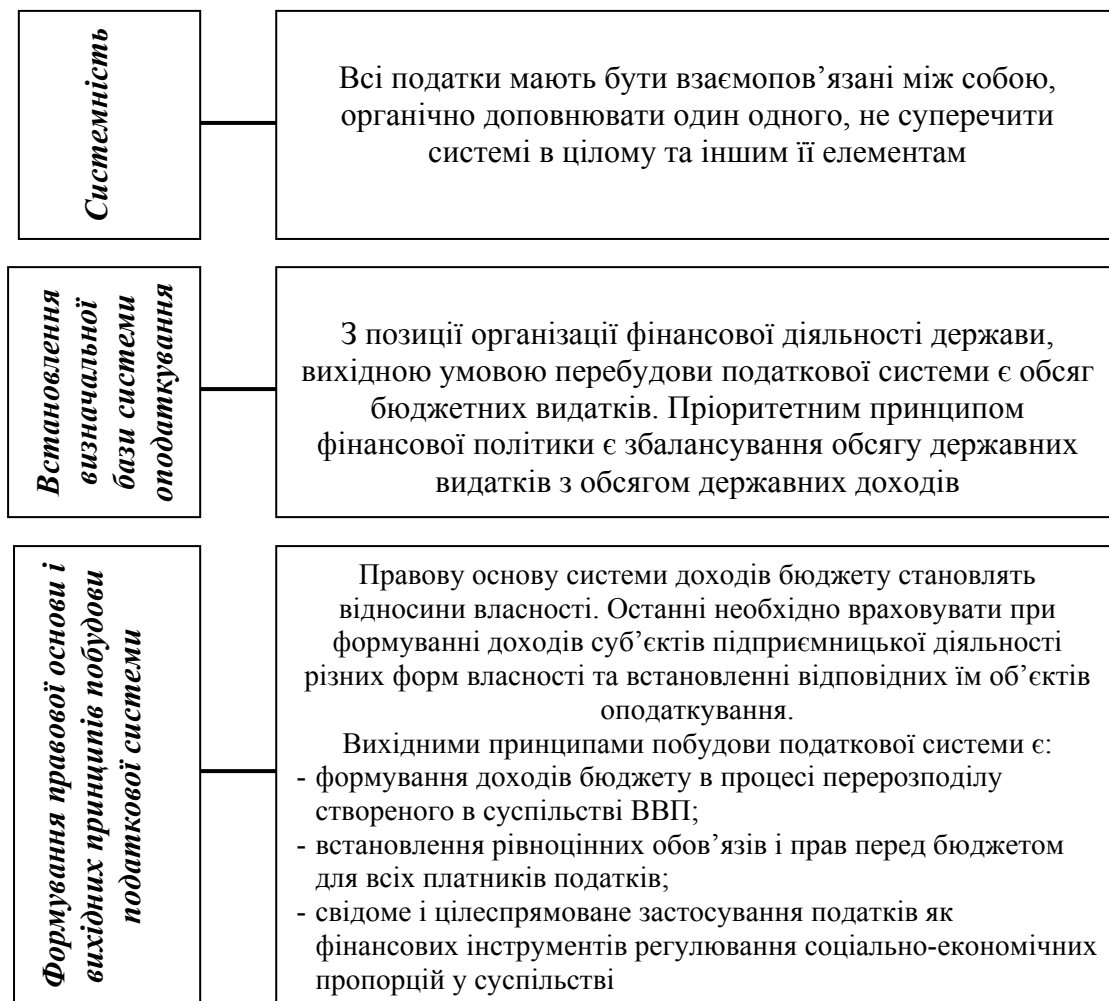 Системність
Всі податки мають бути взаємопов’язані між собою,
органічно доповнювати один одного, не суперечити
системі в цілому та іншим її елементам
Встановлення
визначальної
бази системи
оподаткування
З позиції організації фінансової діяльності держави,
вихідною умовою перебудови податкової системи є обсяг
бюджетних видатків. Пріоритетним принципом
фінансової політики є збалансування обсягу державних
видатків з обсягом державних доходів
Формування правової основи і
вихідних принципів побудови
податкової системи
Правову основу системи доходів бюджету становлять
відносини власності. Останні необхідно враховувати при
формуванні доходів суб’єктів підприємницької діяльності
різних форм власності та встановленні відповідних їм об’єктів
оподаткування.
Вихідними принципами побудови податкової системи є:
- формування доходів бюджету в процесі перерозподілу
створеного в суспільстві ВВП;
- встановлення рівноцінних обов’язів і прав перед бюджетом
для всіх платників податків;
- свідоме і цілеспрямоване застосування податків як
фінансових інструментів регулювання соціально-економічних
пропорцій у суспільстві